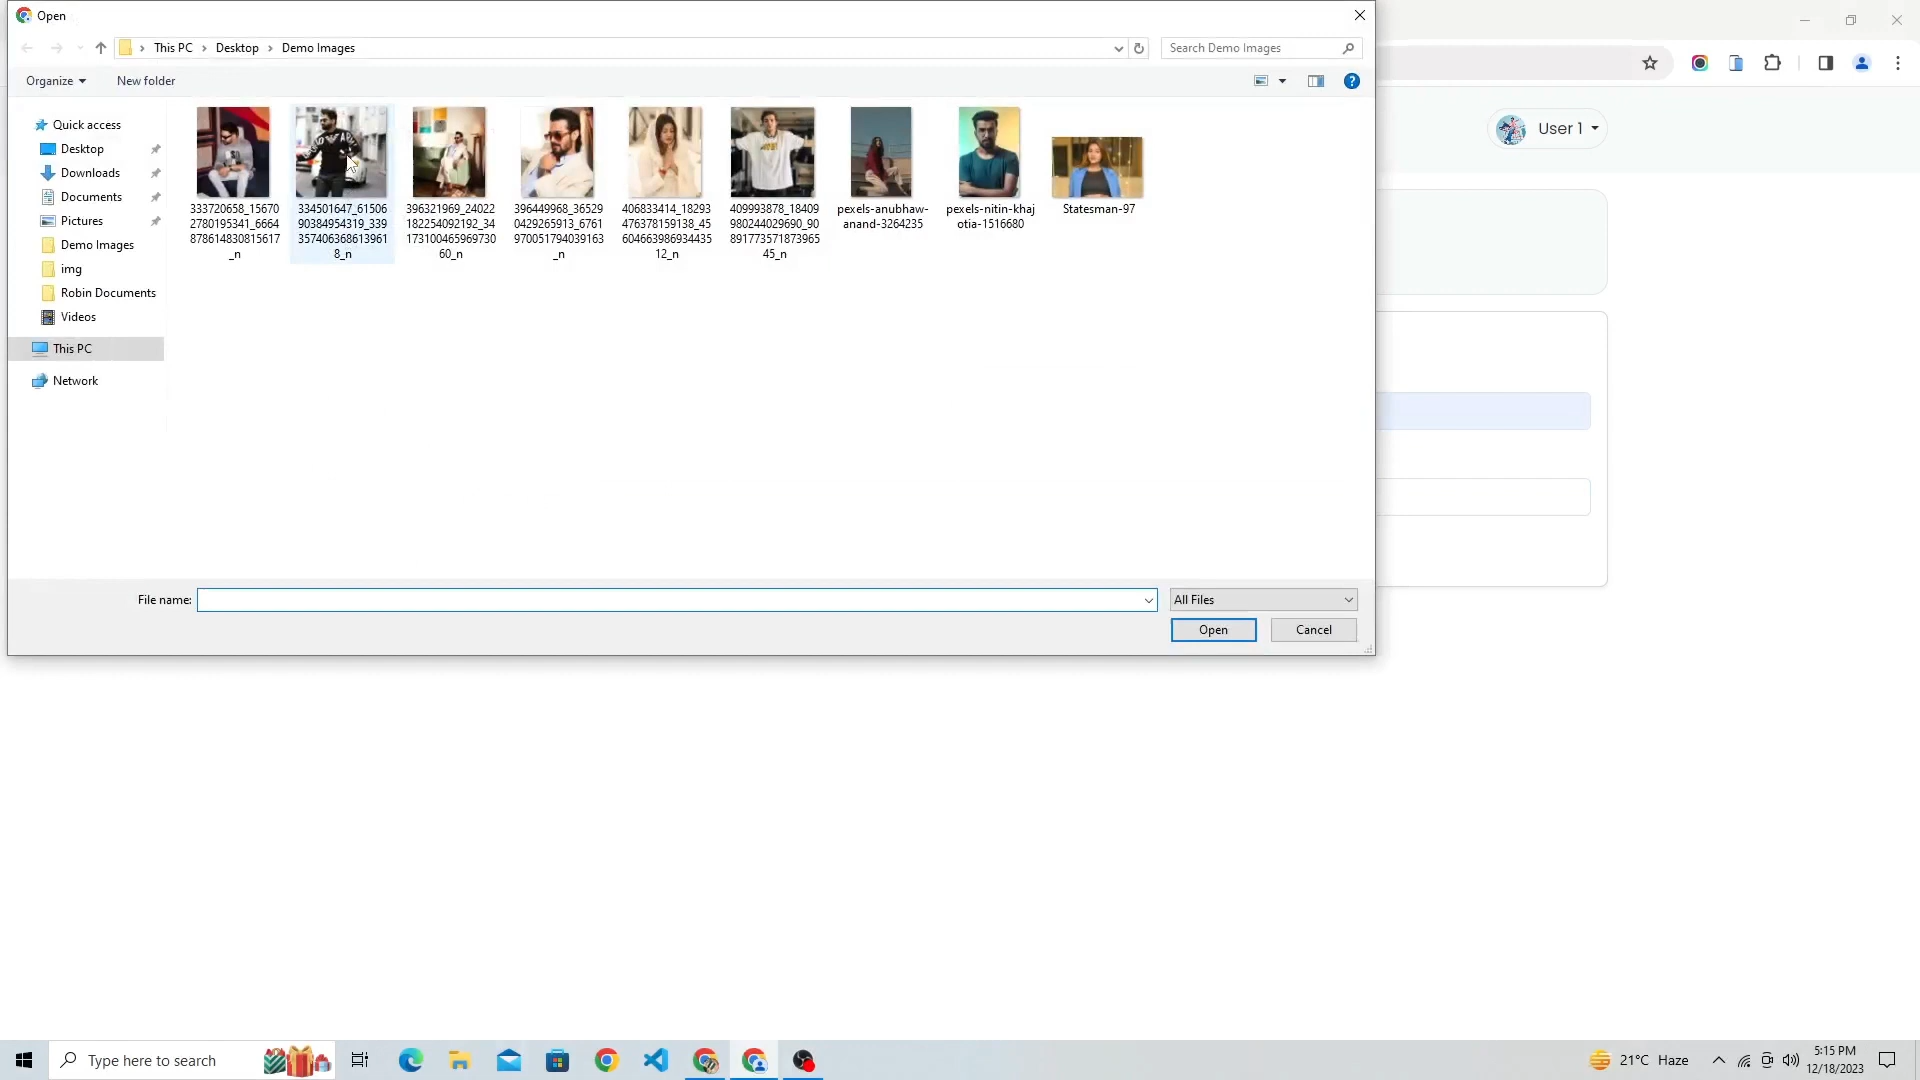 Open
This PC
Desktop
Demo Images
Search Demo Images
Organize
New folder
Quick access
Desktop
Downloads
Documents
Pictures
Demo Images
img
Robin Documents
Videos
This PC
Network
333720658_15670
2780195341_6664
878614830815617
_n
334501647_61506
90384954319_339
357406368613961
8_n
396321969_24022
182254092192_34
173100465969730
60_n
396449968_36529
0429265913_6761
970051794039163
_n
406833414_18293
476378159138_45
604663986934435
12_n
409993878_18409
980244029690_90
891773571873965
45_n
pexels-anubhaw-
anand-3264235
pexels-nitin-khaj
otia-1516680
Statesman-97
File name:
All Files
Open
Cancel
User 1
Type here to search
21°C Haze
5:15 PM
12/18/2023